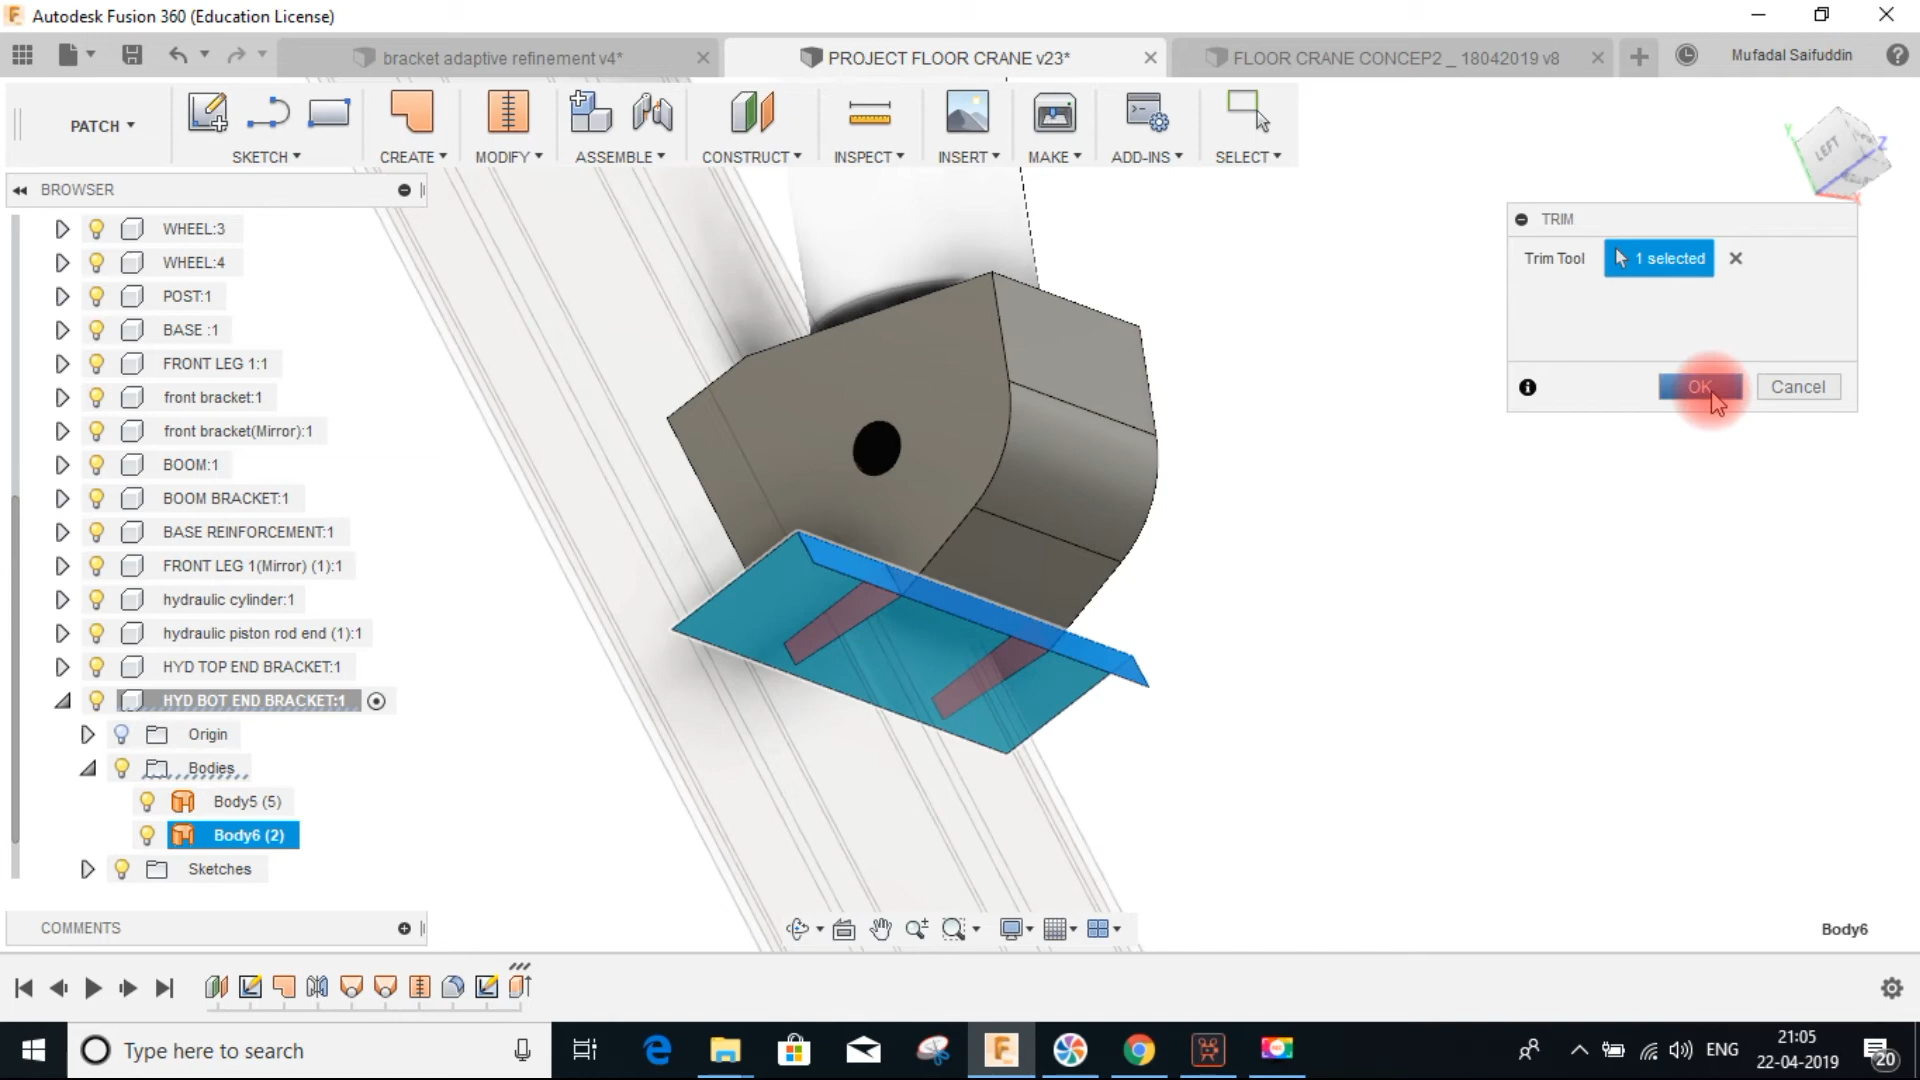 Autodesk Fusion 360 (Education License)
bracket adaptive refinement v4*
PROJECT FLOOR CRANE v23*
FLOOR CRANE CONCEP2 _ 18042019 v8
Mufadal Saifuddin
PATCH
SKETCH
CREATE
MODIFY
ASSEMBLE
CONSTRUCT
INSPECT
INSERT
MAKE
ADD-INS
SELECT
LEFT
BROWSER
WHEEL:3
WHEEL:4
POST:1
BASE :1
FRONT LEG 1:1
front bracket:1
front bracket(Mirror):1
BOOM:1
BOOM BRACKET:1
BASE REINFORCEMENT:1
FRONT LEG 1(Mirror) (1):1
hydraulic cylinder:1
hydraulic piston rod end (1):1
HYD TOP END BRACKET:1
HYD BOT END BRACKET:1
Origin
Bodies
Body5 (5)
Body6 (2)
Sketches
TRIM
Trim Tool
1 selected
OK
Cancel
COMMENTS
Body6
Type here to search
ENG
21:05
22-04-2019
20